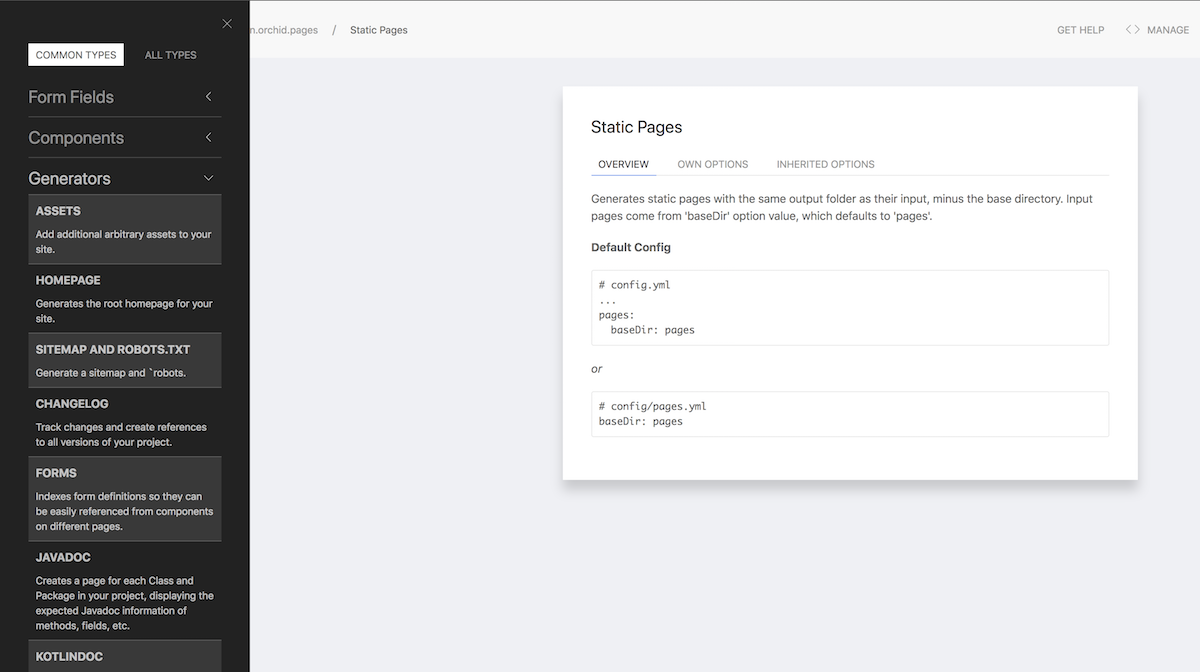 n.orchid.pages / Static Pages
GET HELP
<> MANAGE
COMMON TYPES
ALL TYPES
Form Fields
Components
Generators
ASSETS
Add additional arbitrary assets to your
site.
HOMEPAGE
Generates the root homepage for your
site.
SITEMAP AND ROBOTS.TXT
Generate a sitemap and `robots.
CHANGELOG
Track changes and create references
to all versions of your project.
FORMS
Indexes form definitions so they can
be easily referenced from components
on different pages.
JAVADOC
Creates a page for each Class and
Package in your project, displaying the
expected Javadoc information of
methods, fields, etc.
KOTLINDOC
Static Pages
OVERVIEW
OWN OPTIONS
INHERITED OPTIONS
Generates static pages with the same output folder as their input, minus the base directory. Input
pages come from 'baseDir' option value, which defaults to 'pages'.
Default Config
# config.yml
...
pages:
  baseDir: pages
or
# config/pages.yml
baseDir: pages